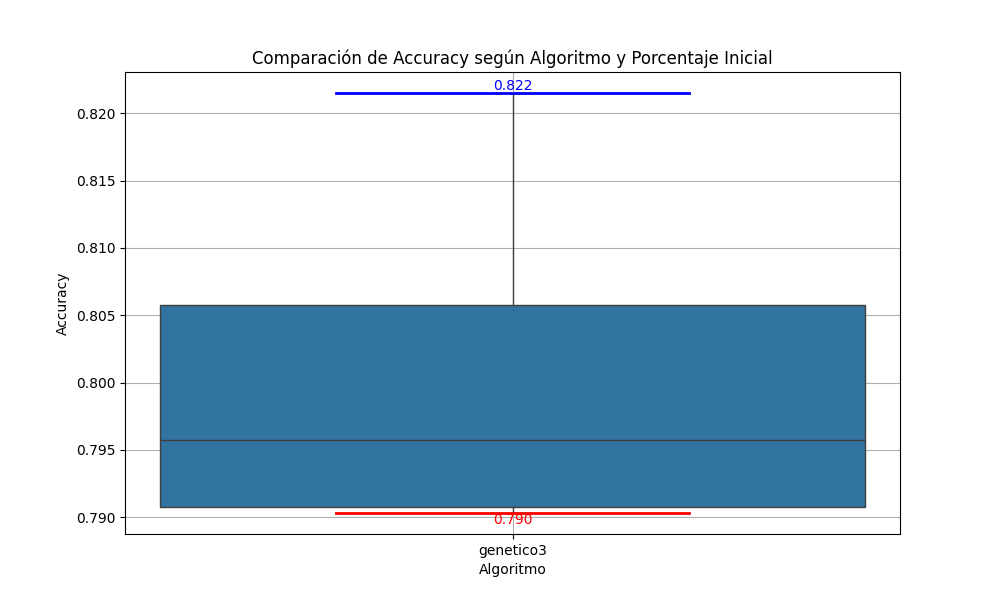 Comparación de Accuracy según Algoritmo y Porcentaje Inicial
0.822
0.820
0.815
0.810
0.805
0.800
0.795
0.790
0.790
Accuracy
genetico3
Algoritmo